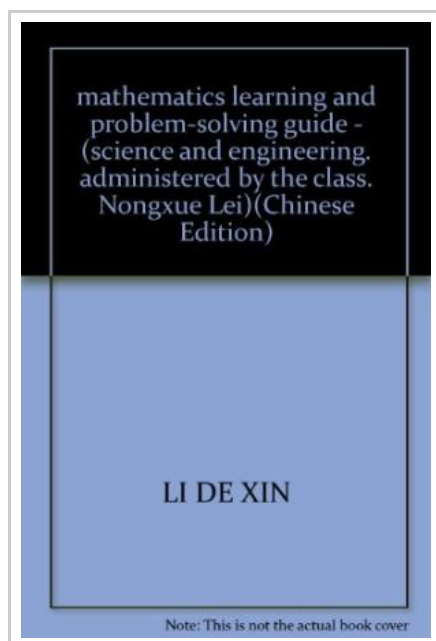 mathematics learning and
problem-solving guide -
(science and engineering.
administered by the class.
Nongxue Lei)(Chinese
Edition)
LI DE XIN
Note: This is not the actual book cover